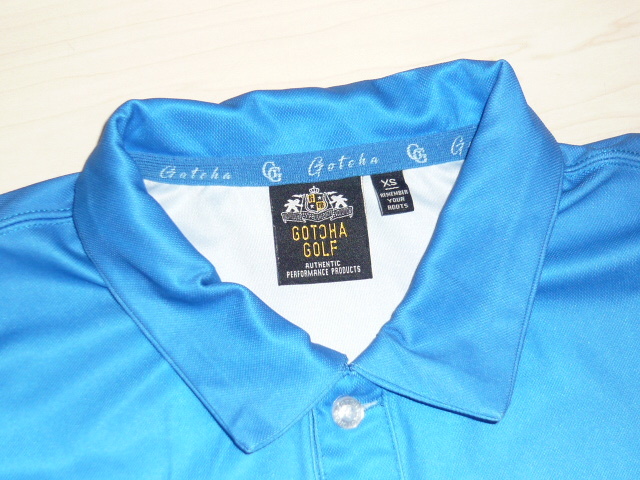 Gotcha GG Gotcha GG
GOTCHA
GOLF
AUTHENTIC
PERFORMANCE PRODUCTS
XS
REMEMBER
YOUR
ROOTS